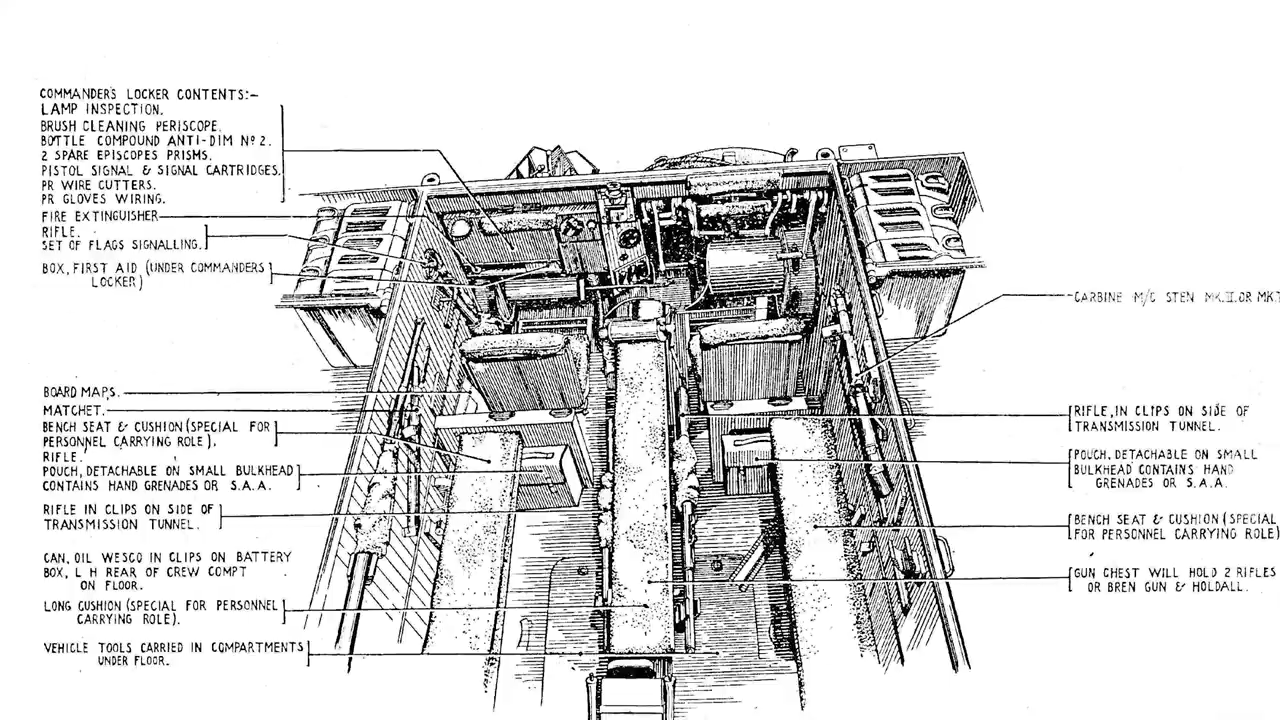 COMMANDER'S LOCKER CONTENTS:-
LAMP INSPECTION.
BRUSH CLEANING PERISCOPE.
BOTTLE COMPOUND ANTI-DIM Nº 2.
2 SPARE EPISCOPES PRISMS.
PISTOL SIGNAL & SIGNAL CARTRIDGES.
PR WIRE CUTTERS.
PR GLOVES WIRING.
FIRE EXTINGUISHER
RIFLE.
SET OF FLAGS SIGNALLING.
BOX, FIRST AID (UNDER COMMANDERS
LOCKER)
BOARD MAPS.
MATCHET.
BENCH SEAT & CUSHION (SPECIAL FOR
PERSONNEL CARRYING ROLE).
RIFLE.
POUCH, DETACHABLE ON SMALL BULKHEAD
CONTAINS HAND GRENADES OR S.A.A.
RIFLE IN CLIPS ON SIDE OF
TRANSMISSION TUNNEL.
CAN, OIL WESCO IN CLIPS ON BATTERY
BOX, L H REAR OF CREW COMPT
ON FLOOR.
LONG CUSHION (SPECIAL FOR PERSONNEL
CARRYING ROLE).
VEHICLE TOOLS CARRIED IN COMPARTMENTS
UNDER FLOOR.
CARBINE M/C STEN MK.II. OR MK
RIFLE, IN CLIPS ON SIDE OF
TRANSMISSION TUNNEL.
POUCH, DETACHABLE ON SMALL
BULKHEAD CONTAINS HAND
GRENADES OR S.A.A.
BENCH SEAT & CUSHION (SPECIAL
FOR PERSONNEL CARRYING ROLE)
GUN CHEST WILL HOLD 2 RIFLES
OR BREN GUN & HOLDALL.